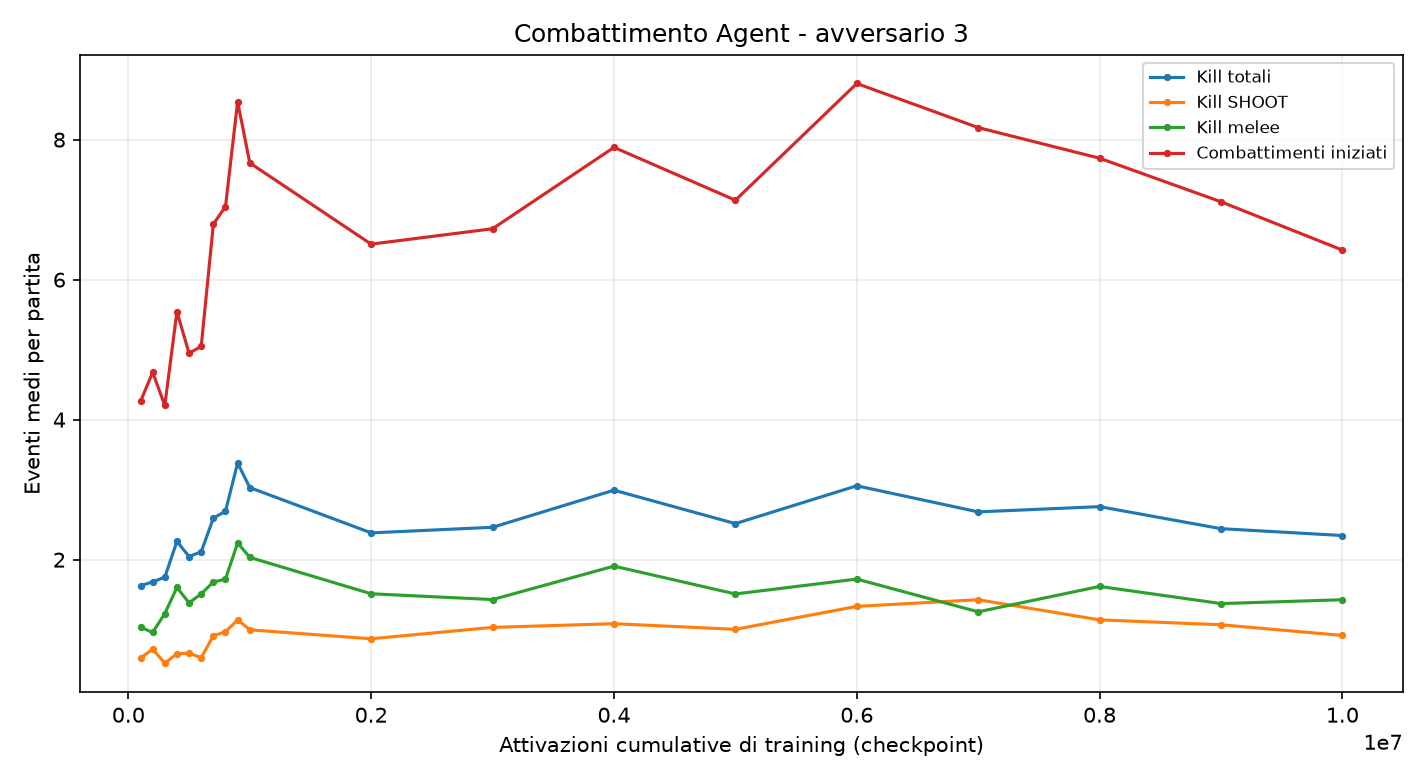 Combattimento Agent - avversario 3
Kill totali
Kill SHOOT
Kill melee
Combattimenti iniziati
Eventi medi per partita
8
6
4
2
0.0 0.2 0.4 0.6 0.8 1.0
1e7
Attivazioni cumulative di training (checkpoint)